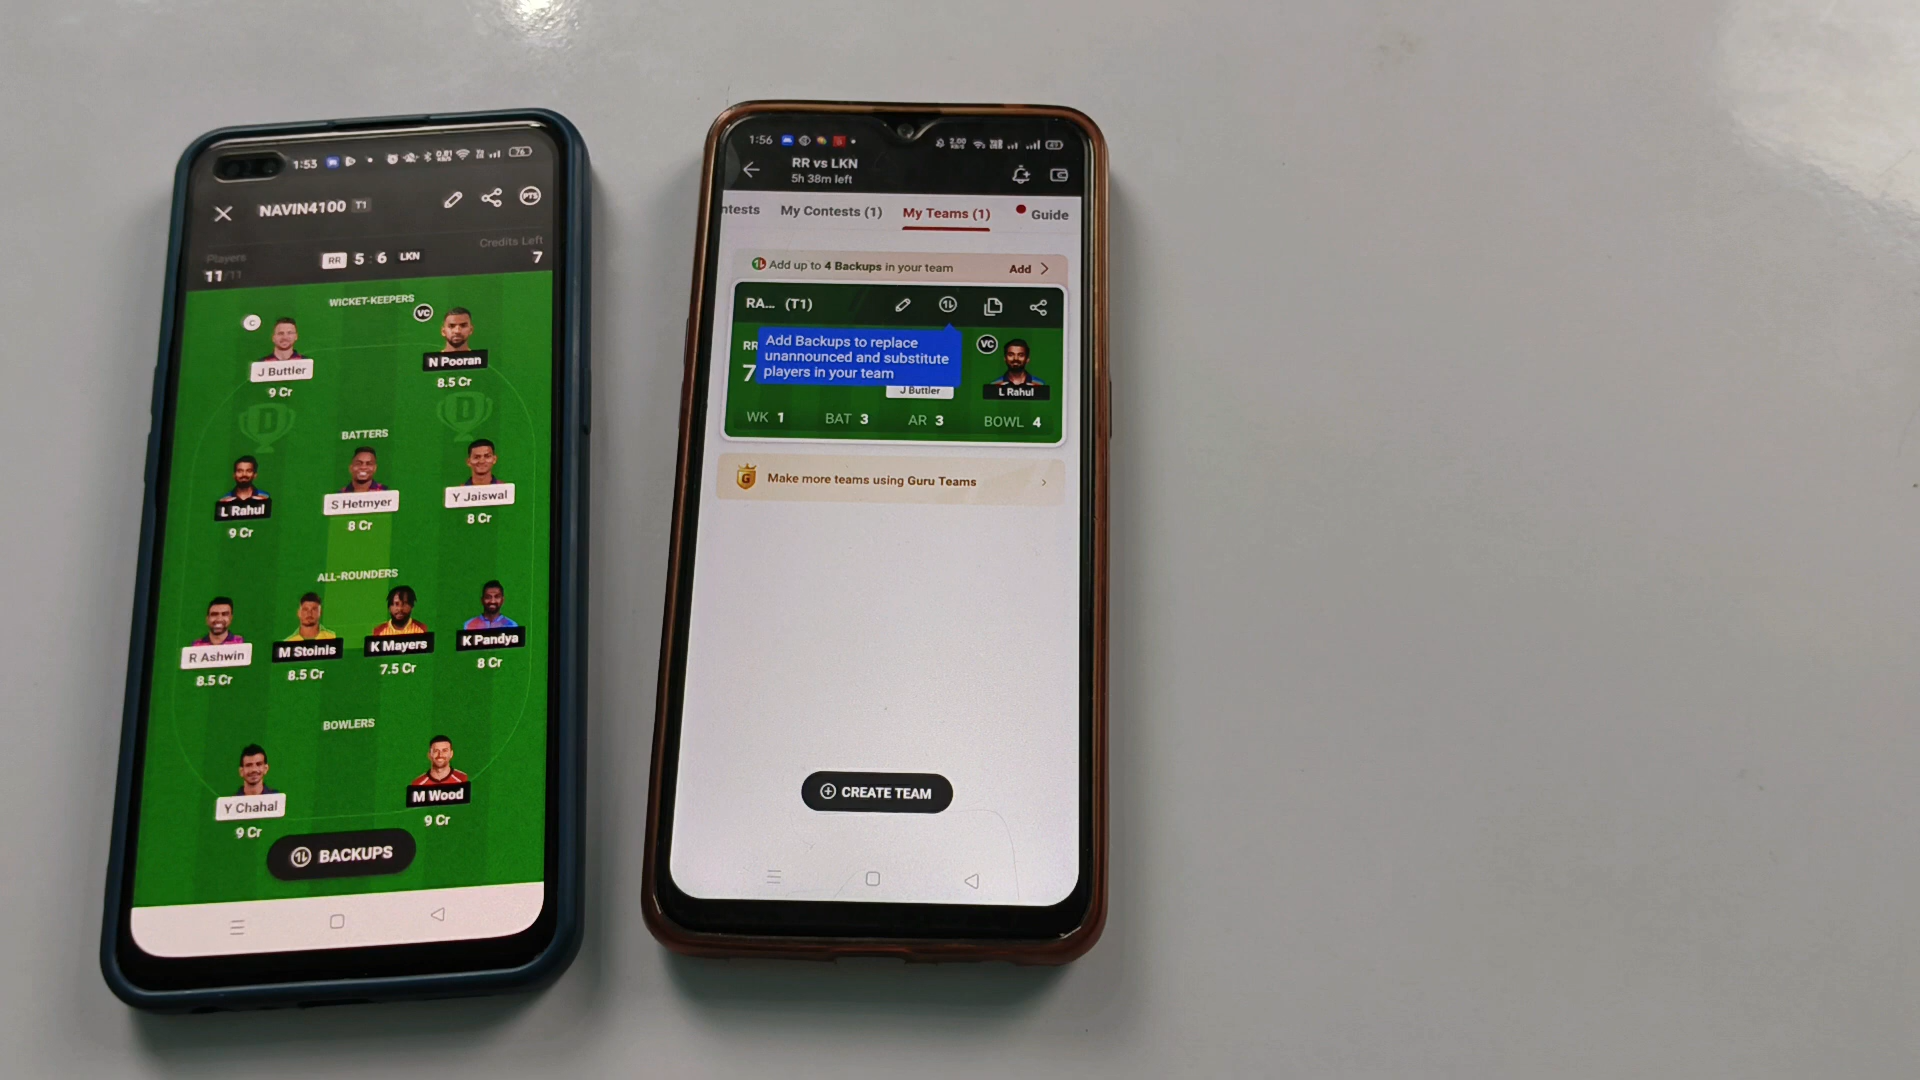 1:53
76
NAVIN4100 T1
PTS
Players
11/11
RR 5 : 6 LKN
Credits Left
7
WICKET-KEEPERS
C
VC
J Buttler
9 Cr
N Pooran
8.5 Cr
D
D
BATTERS
L Rahul
9 Cr
S Hetmyer
8 Cr
Y Jaiswal
8 Cr
ALL-ROUNDERS
R Ashwin
8.5 Cr
M Stoinis
8.5 Cr
K Mayers
7.5 Cr
K Pandya
8 Cr
BOWLERS
Y Chahal
9 Cr
M Wood
9 Cr
BACKUPS
1:56
RR vs LKN
5h 38m left
ntests
My Contests (1)
My Teams (1)
Guide
Add up to 4 Backups in your team
Add
RA... (T1)
RR
7
Add Backups to replace
unannounced and substitute
players in your team
J Buttler
VC
L Rahul
WK 1
BAT 3
AR 3
BOWL 4
G
Make more teams using Guru Teams
CREATE TEAM